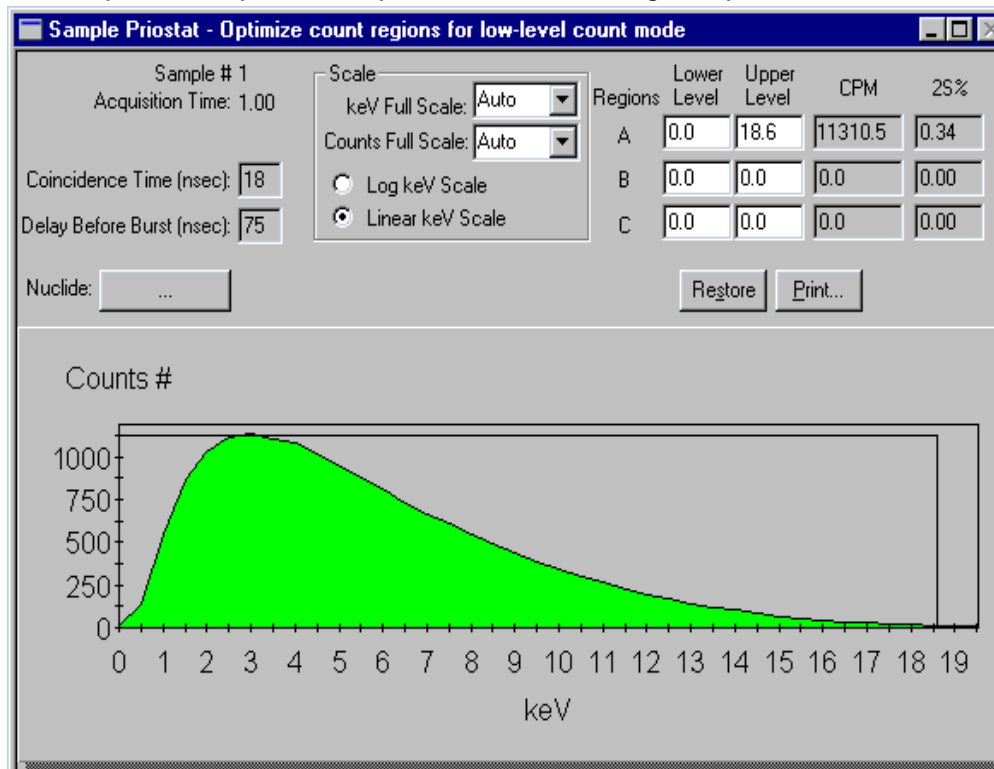 Sample Priostat - Optimize count regions for low-level count mode
Sample # 1
Acquisition Time: 1.00
Coincidence Time (nsec): 18
Delay Before Burst (nsec): 75
Nuclide: ...
Scale
keV Full Scale: Auto
Counts Full Scale: Auto
Log keV Scale
Linear keV Scale
Regions Lower Level Upper Level CPM 2S%
A 0.0 18.6 11310.5 0.34
B 0.0 0.0 0.0 0.00
C 0.0 0.0 0.0 0.00
Restore Print...
Counts #
1000
750
500
250
0
0 1 2 3 4 5 6 7 8 9 10 11 12 13 14 15 16 17 18 19
keV